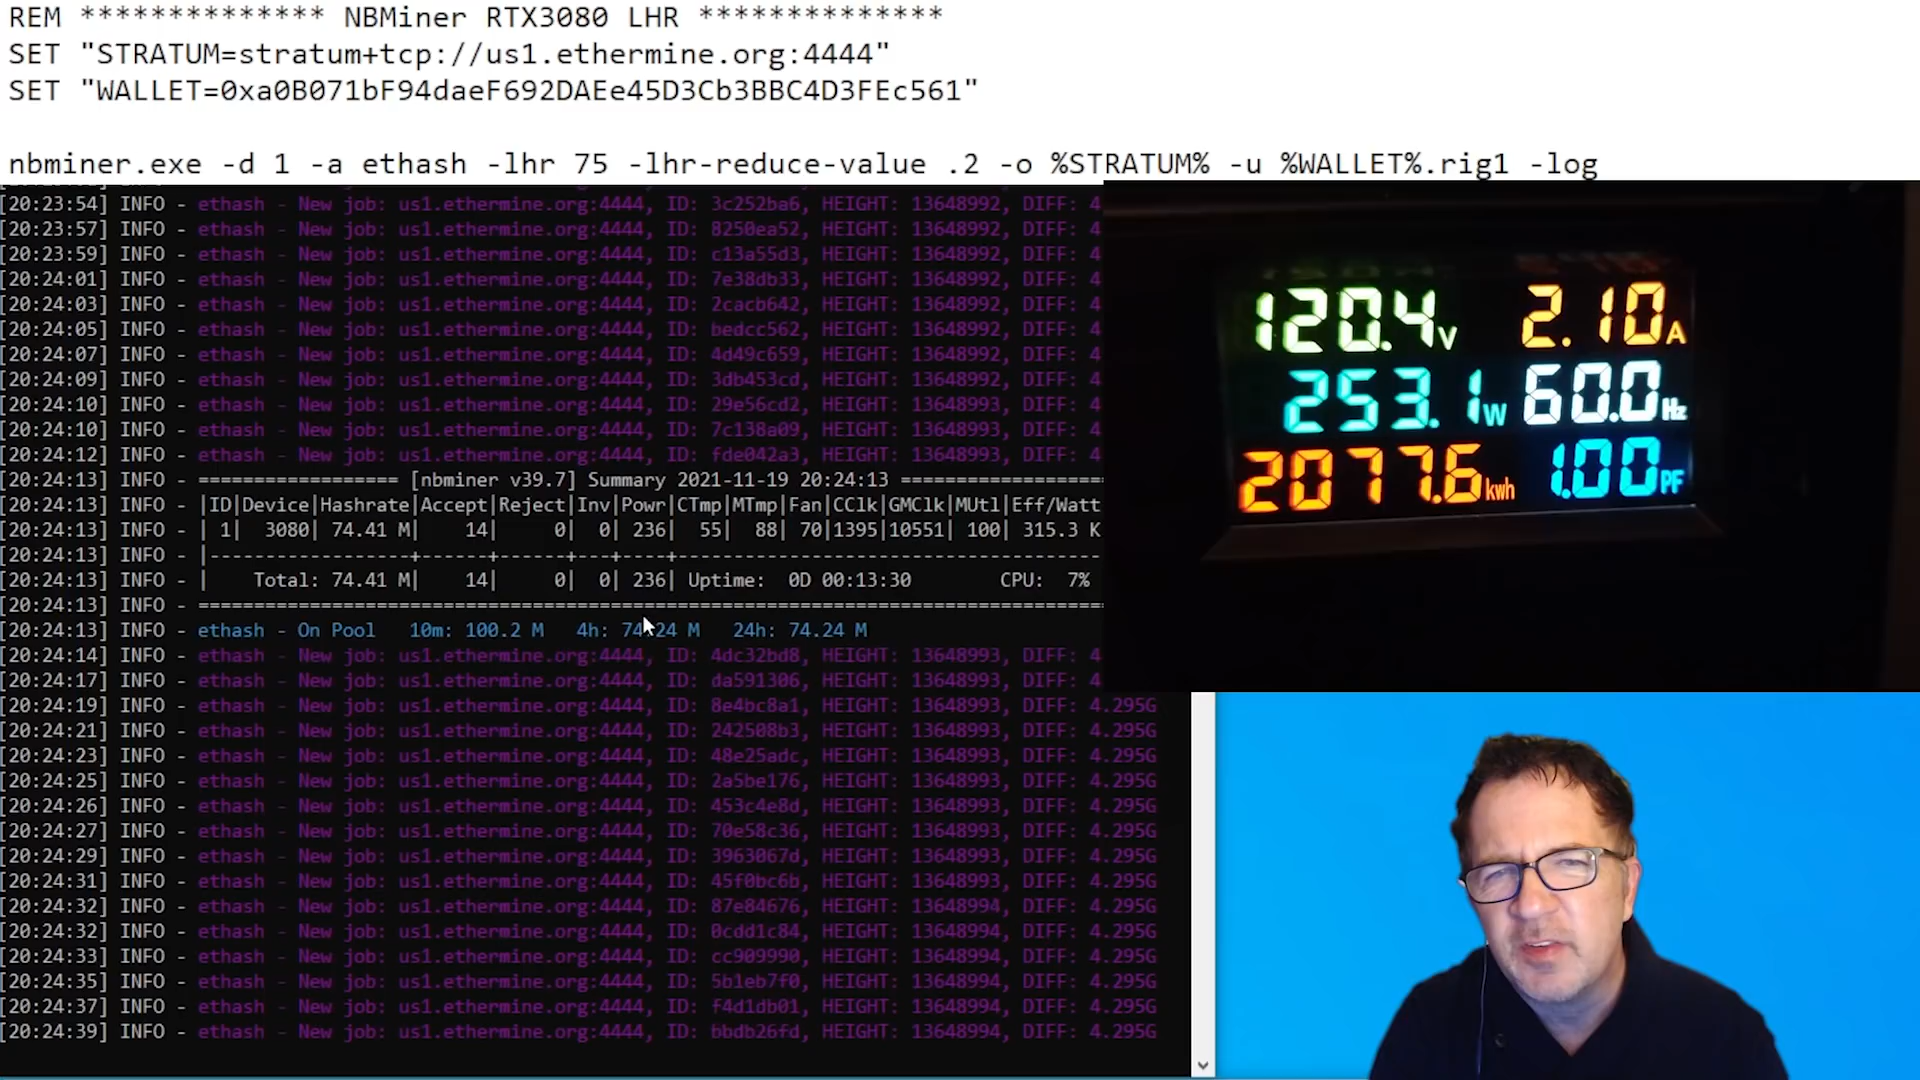 REM ************** NBMiner RTX3080 LHR **************
SET "STRATUM=stratum+tcp://us1.ethermine.org:4444"
SET "WALLET=0xa0B071bF94daeF692DAEe45D3Cb3BBC4D3FEc561"
nbminer.exe -d 1 -a ethash -lhr 75 -lhr-reduce-value .2 -o %STRATUM% -u %WALLET%.rig1 -log
[20:23:54] INFO - ethash - New job: us1.ethermine.org:4444, ID: 3c252ba6, HEIGHT: 13648992, DIFF: 4
[20:23:57] INFO - ethash - New job: us1.ethermine.org:4444, ID: 8250ea52, HEIGHT: 13648992, DIFF: 4
[20:23:59] INFO - ethash - New job: us1.ethermine.org:4444, ID: c13a55d3, HEIGHT: 13648992, DIFF: 4
[20:24:01] INFO - ethash - New job: us1.ethermine.org:4444, ID: 7e38db33, HEIGHT: 13648992, DIFF: 4
[20:24:03] INFO - ethash - New job: us1.ethermine.org:4444, ID: 2cacb642, HEIGHT: 13648992, DIFF: 4
[20:24:05] INFO - ethash - New job: us1.ethermine.org:4444, ID: bedcc562, HEIGHT: 13648992, DIFF: 4
[20:24:07] INFO - ethash - New job: us1.ethermine.org:4444, ID: 4d49c659, HEIGHT: 13648992, DIFF: 4
[20:24:09] INFO - ethash - New job: us1.ethermine.org:4444, ID: 3db453cd, HEIGHT: 13648992, DIFF: 4
[20:24:10] INFO - ethash - New job: us1.ethermine.org:4444, ID: 29e56cd2, HEIGHT: 13648993, DIFF: 4
[20:24:10] INFO - ethash - New job: us1.ethermine.org:4444, ID: 7c138a09, HEIGHT: 13648993, DIFF: 4
[20:24:12] INFO - ethash - New job: us1.ethermine.org:4444, ID: fde042a3, HEIGHT: 13648993, DIFF: 4
[20:24:13] INFO - ================== [nbminer v39.7] Summary 2021-11-19 20:24:13 ==================
[20:24:13] INFO - |ID|Device|Hashrate|Accept|Reject|Inv|Powr|CTmp|MTmp|Fan|CClk|GMClk|MUtl|Eff/Watt
[20:24:13] INFO - | 1| 3080| 74.41 M| 14| 0| 0| 236| 55| 88| 70|1395|10551| 100| 315.3 K
[20:24:13] INFO - |------------------+------+------+---+----+----------------------------------------
[20:24:13] INFO - | Total: 74.41 M| 14| 0| 0| 236| Uptime: 0D 00:13:30 CPU: 7%
[20:24:13] INFO - =================================================================================
[20:24:13] INFO - ethash - On Pool 10m: 100.2 M 4h: 74.24 M 24h: 74.24 M
[20:24:14] INFO - ethash - New job: us1.ethermine.org:4444, ID: 4dc32bd8, HEIGHT: 13648993, DIFF: 4
[20:24:17] INFO - ethash - New job: us1.ethermine.org:4444, ID: da591306, HEIGHT: 13648993, DIFF: 4
[20:24:19] INFO - ethash - New job: us1.ethermine.org:4444, ID: 8e4bc8a1, HEIGHT: 13648993, DIFF: 4.295G
[20:24:21] INFO - ethash - New job: us1.ethermine.org:4444, ID: 242508b3, HEIGHT: 13648993, DIFF: 4.295G
[20:24:23] INFO - ethash - New job: us1.ethermine.org:4444, ID: 48e25adc, HEIGHT: 13648993, DIFF: 4.295G
[20:24:25] INFO - ethash - New job: us1.ethermine.org:4444, ID: 2a5be176, HEIGHT: 13648993, DIFF: 4.295G
[20:24:26] INFO - ethash - New job: us1.ethermine.org:4444, ID: 453c4e8d, HEIGHT: 13648993, DIFF: 4.295G
[20:24:27] INFO - ethash - New job: us1.ethermine.org:4444, ID: 70e58c36, HEIGHT: 13648993, DIFF: 4.295G
[20:24:29] INFO - ethash - New job: us1.ethermine.org:4444, ID: 3963067d, HEIGHT: 13648993, DIFF: 4.295G
[20:24:31] INFO - ethash - New job: us1.ethermine.org:4444, ID: 45f0bc6b, HEIGHT: 13648993, DIFF: 4.295G
[20:24:32] INFO - ethash - New job: us1.ethermine.org:4444, ID: 87e84676, HEIGHT: 13648994, DIFF: 4.295G
[20:24:32] INFO - ethash - New job: us1.ethermine.org:4444, ID: 0cdd1c84, HEIGHT: 13648994, DIFF: 4.295G
[20:24:33] INFO - ethash - New job: us1.ethermine.org:4444, ID: cc909990, HEIGHT: 13648994, DIFF: 4.295G
[20:24:35] INFO - ethash - New job: us1.ethermine.org:4444, ID: 5b1eb7f0, HEIGHT: 13648994, DIFF: 4.295G
[20:24:37] INFO - ethash - New job: us1.ethermine.org:4444, ID: f4d1db01, HEIGHT: 13648994, DIFF: 4.295G
[20:24:39] INFO - ethash - New job: us1.ethermine.org:4444, ID: bbdb26fd, HEIGHT: 13648994, DIFF: 4.295G
120.4V 2.10A
253.1W 60.0Hz
2077.6kwh 1.00PF